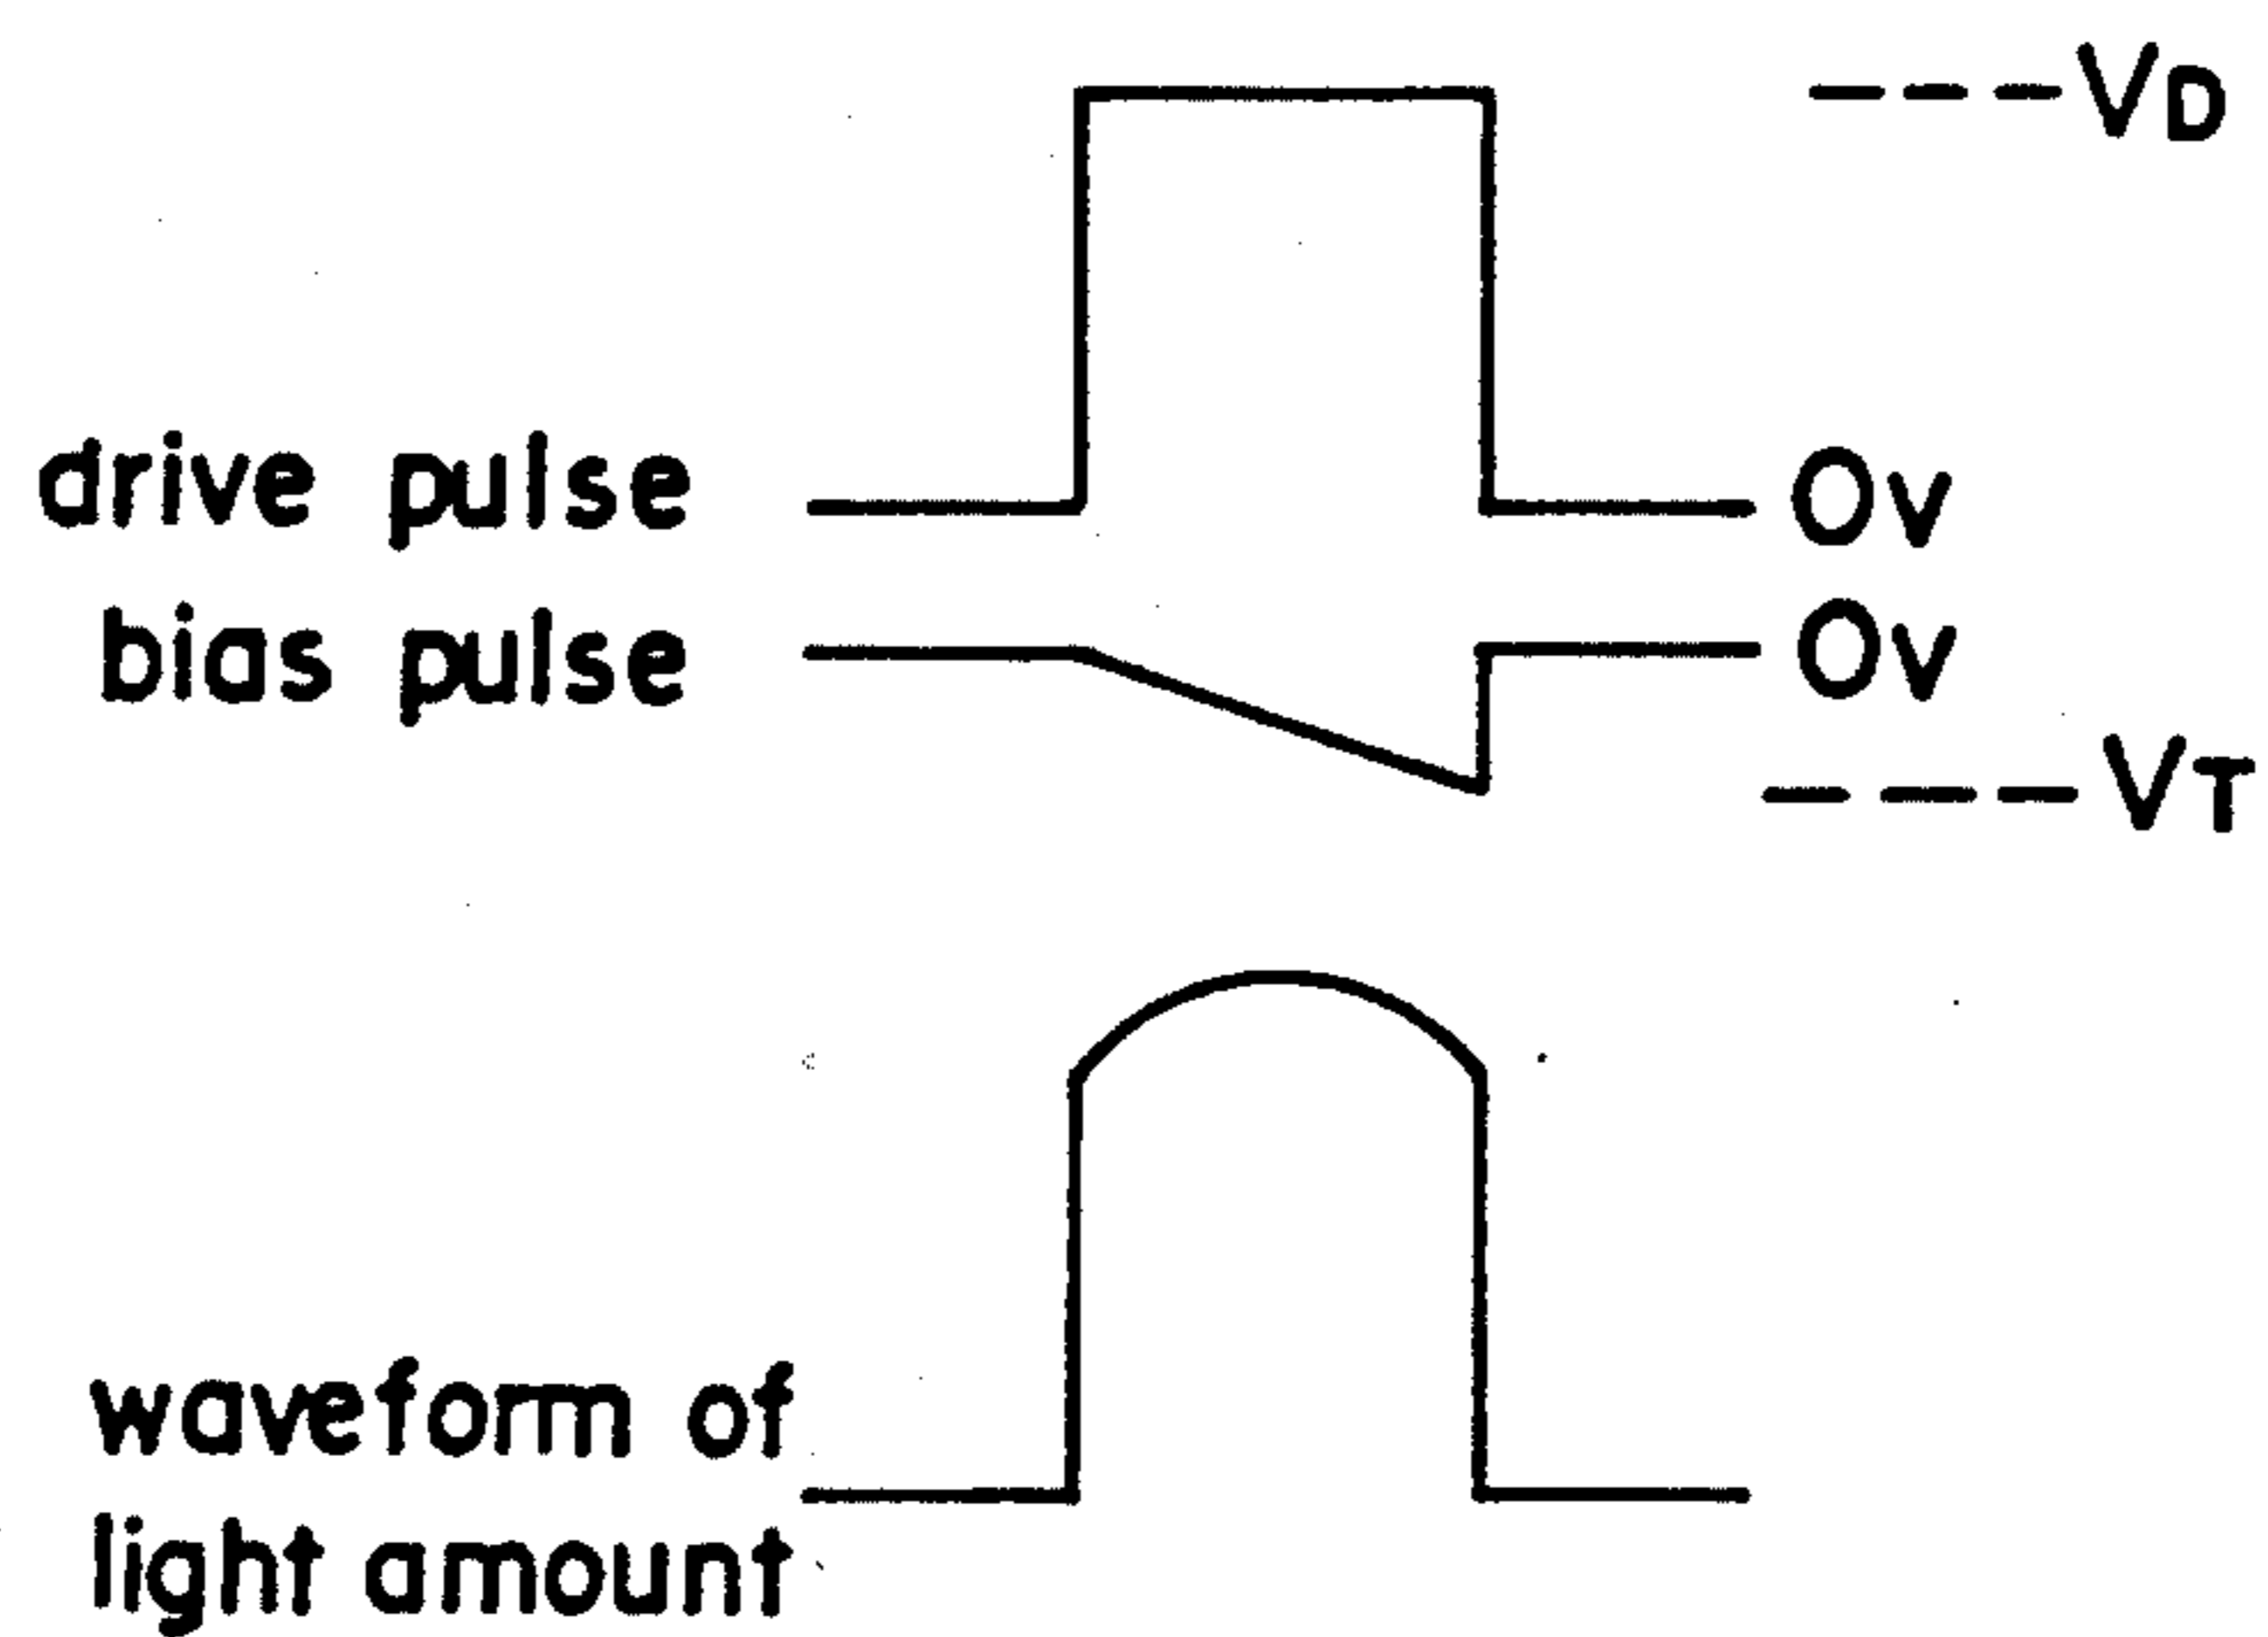 VD
drive pulse
Ov
bias pulse
Ov
VT
waveform of
light amount